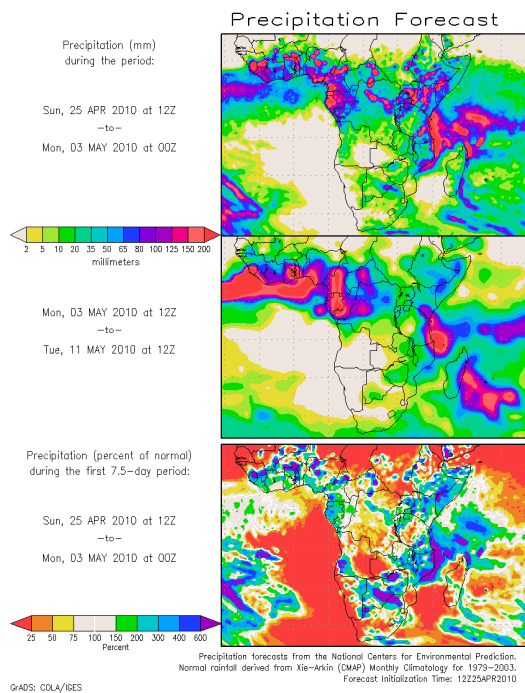 Precipitation Forecast
Precipitation (mm)
during the period:
Sun, 25 APR 2010 at 12Z
—to—
Mon, 03 MAY 2010 at 00Z
2 5 10 20 35 50 65 80 100 125 150 200
millimeters
Mon, 03 MAY 2010 at 12Z
—to—
Tue, 11 MAY 2010 at 12Z
Precipitation (percent of normal)
during the first 7.5-day period:
Sun, 25 APR 2010 at 12Z
—to—
Mon, 03 MAY 2010 at 00Z
25 50 75 100 150 200 300 400 600
Percent
Precipitation forecasts from the National Centers for Environmental Prediction.
Normal rainfall derived from Xie-Arkin (CMAP) Monthly Climatology for 1979-2003.
Forecast Initialization Time: 12Z25APR2010
GrADS: COLA/IGES